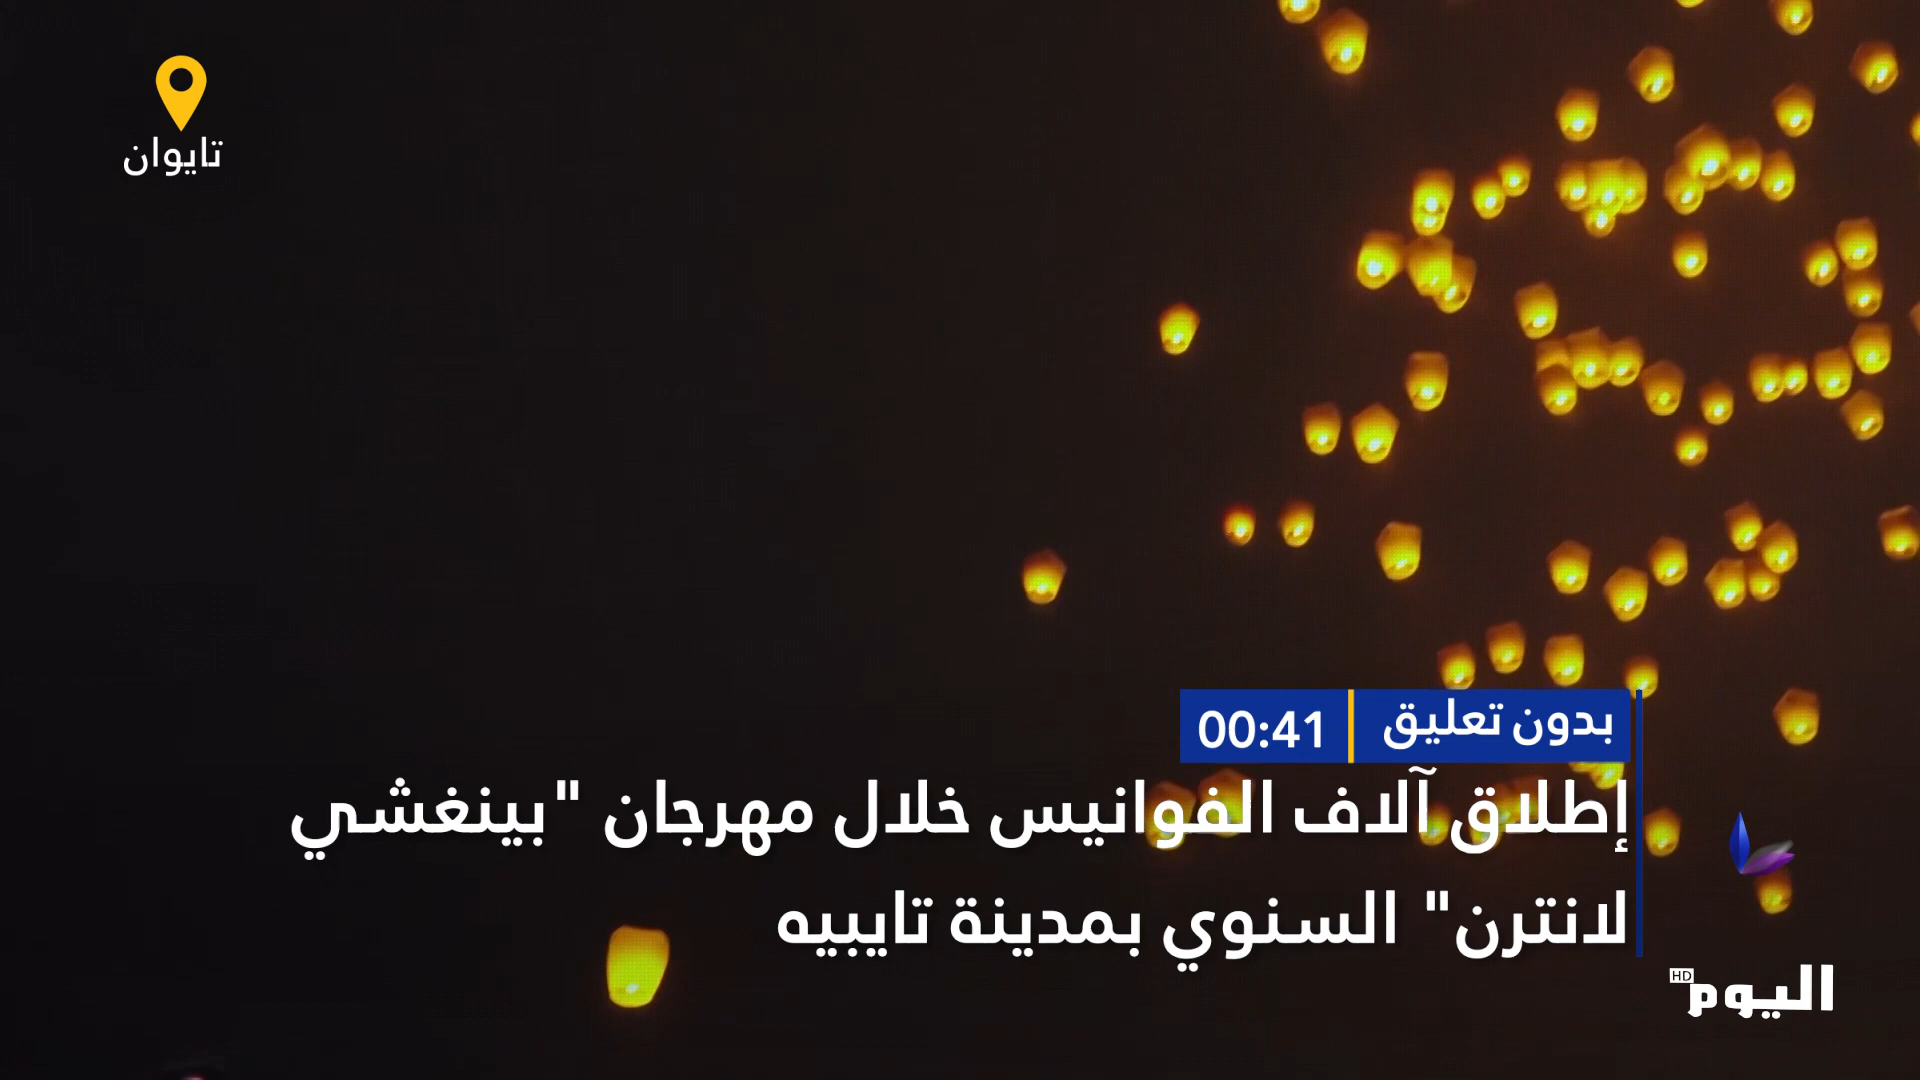 تايوان
بدون تعليق
00:41
إطلاق آلاف الفوانيس خلال مهرجان "بينغشي
لانترن" السنوي بمدينة تايبيه
اليوم HD